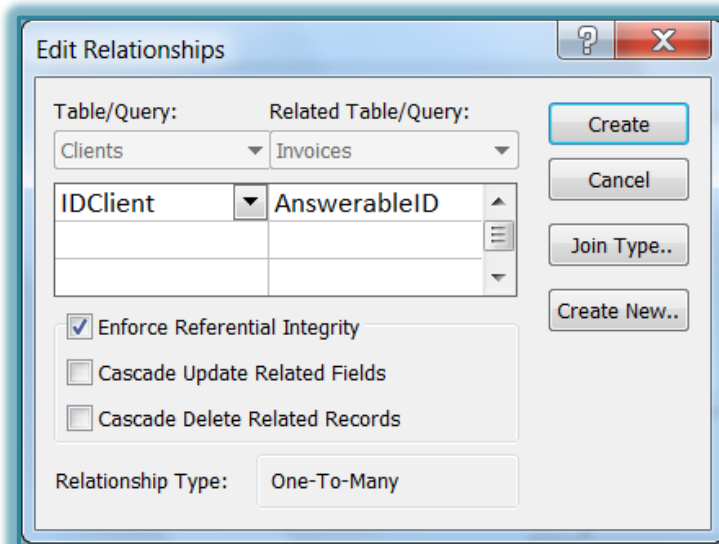 Edit Relationships
Table/Query: Related Table/Query:
Clients Invoices
Create
Cancel
IDClient AnswerableID
Join Type..
Create New..
Enforce Referential Integrity
Cascade Update Related Fields
Cascade Delete Related Records
Relationship Type: One-To-Many